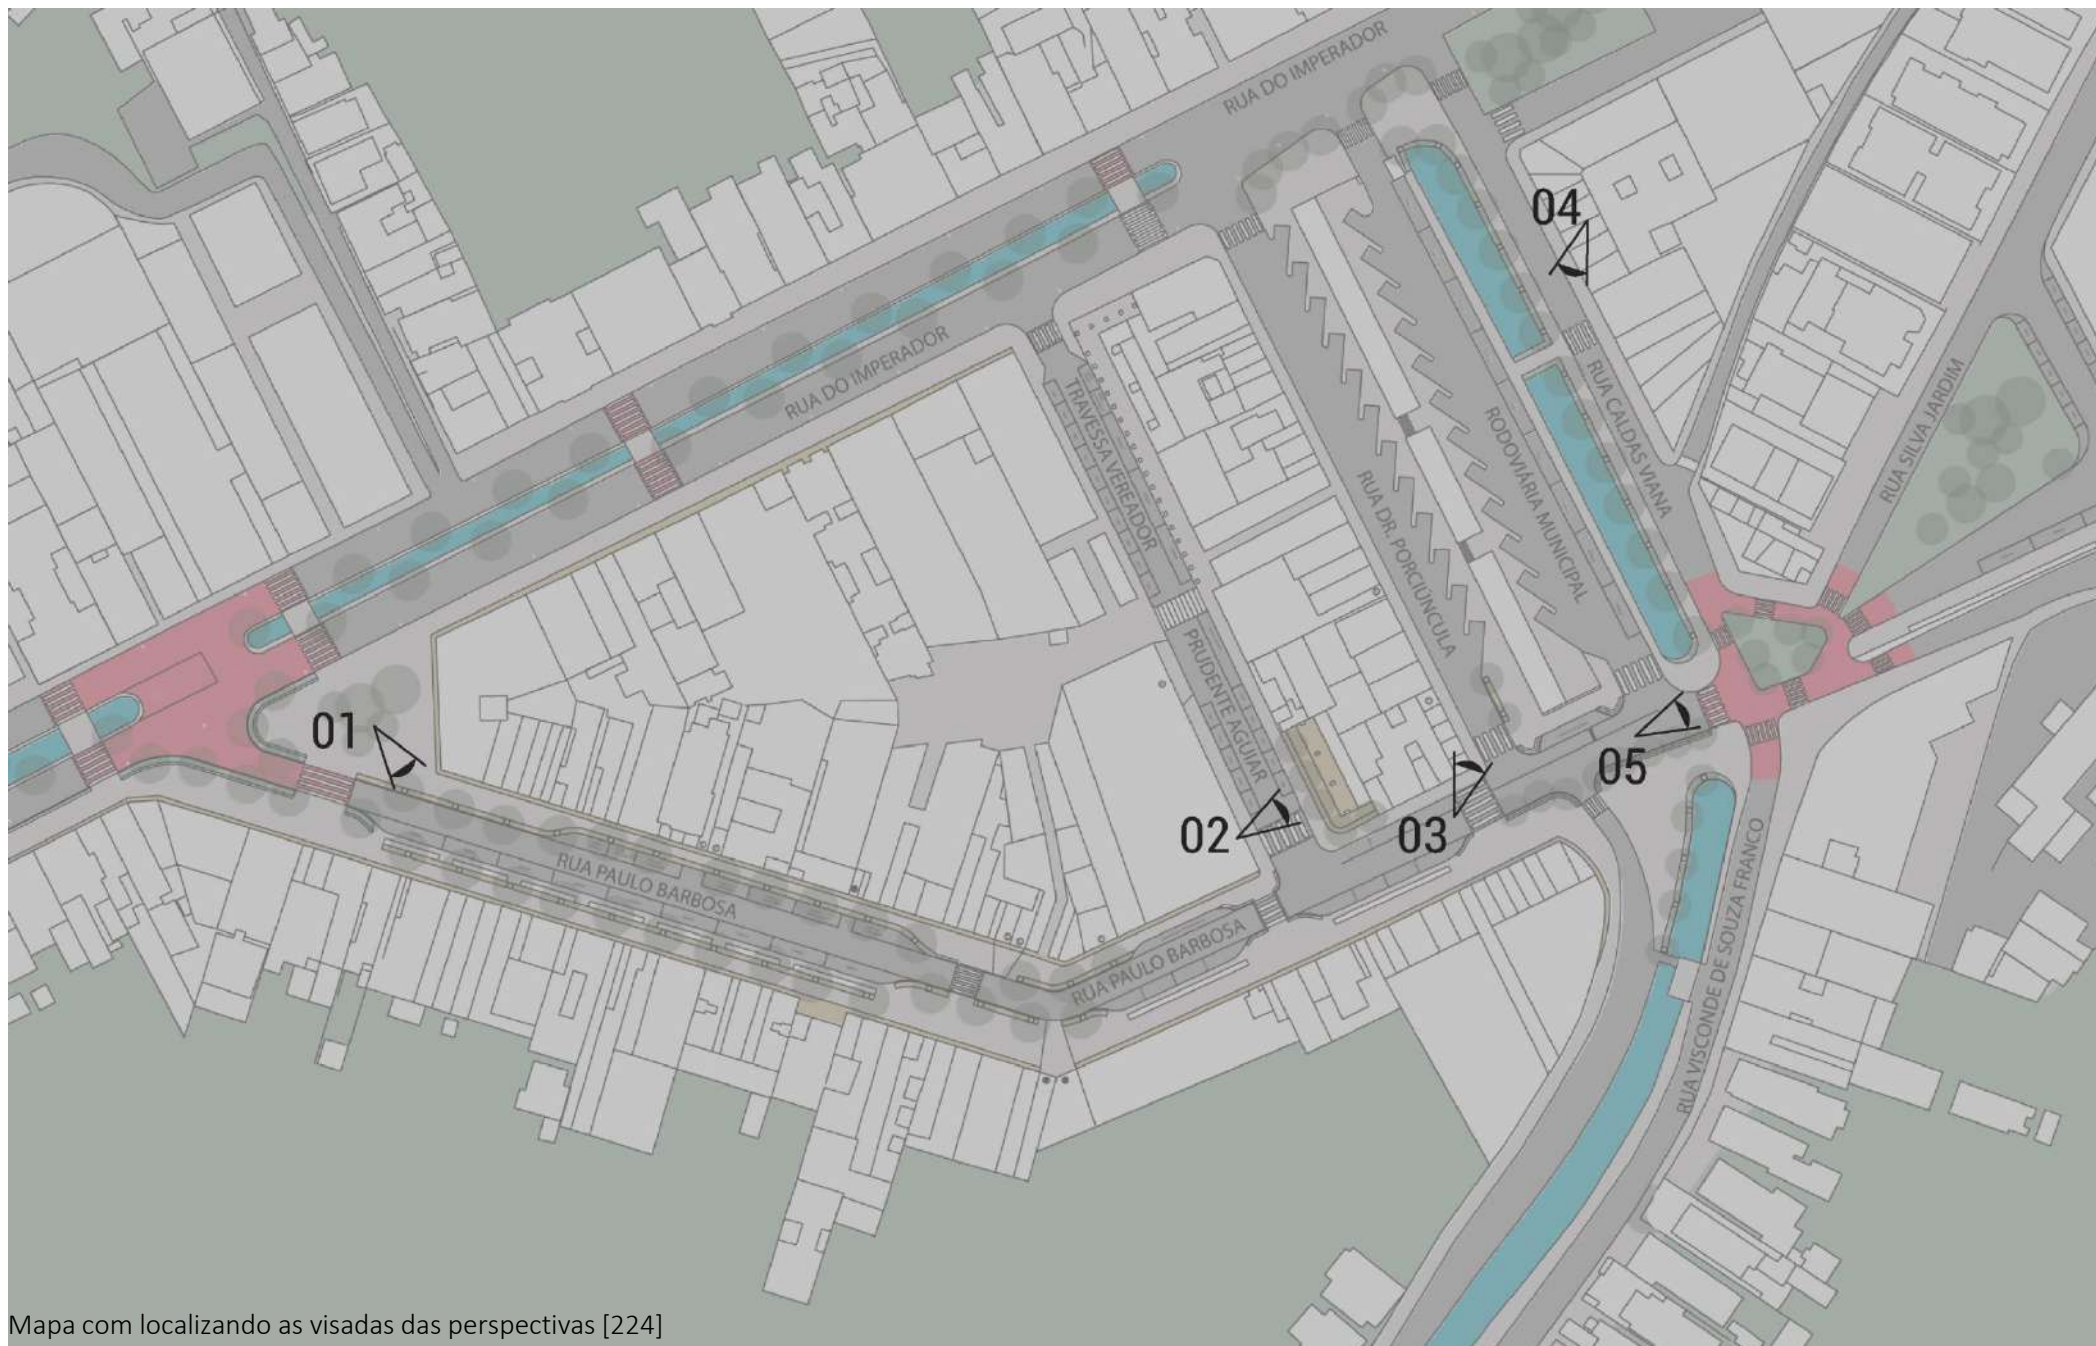 RUA DO IMPERADOR
04
RUA DO IMPERADOR
TRAVESSA VEREADOR
PRUDENTE AGUIAR
RUA DR. PORCIÚNCULA
RODOVIÁRIA MUNICIPAL
RUA CALDAS VIANA
RUA SILVA JARDIM
01
02
03
05
RUA PAULO BARBOSA
RUA PAULO BARBOSA
RUA VISCONDE DE SOUZA FRANCO
Mapa com localizando as visadas das perspectivas [224]